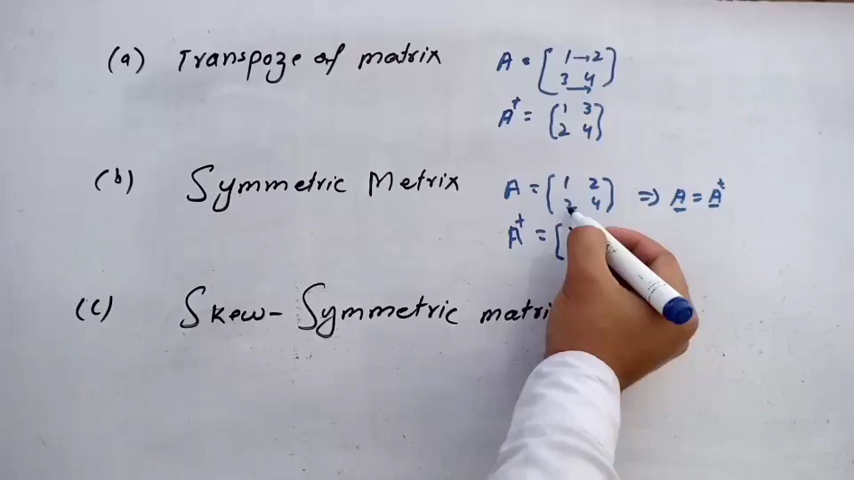 (a) Transpoze of matrix A = [1→2
3 4]
A^t = [1 3
2 4]
(b) Symmetric Metrix A = [1 2
2 4] ⇒ A = A^t
A^t = [
(c) Skew-Symmetric matri